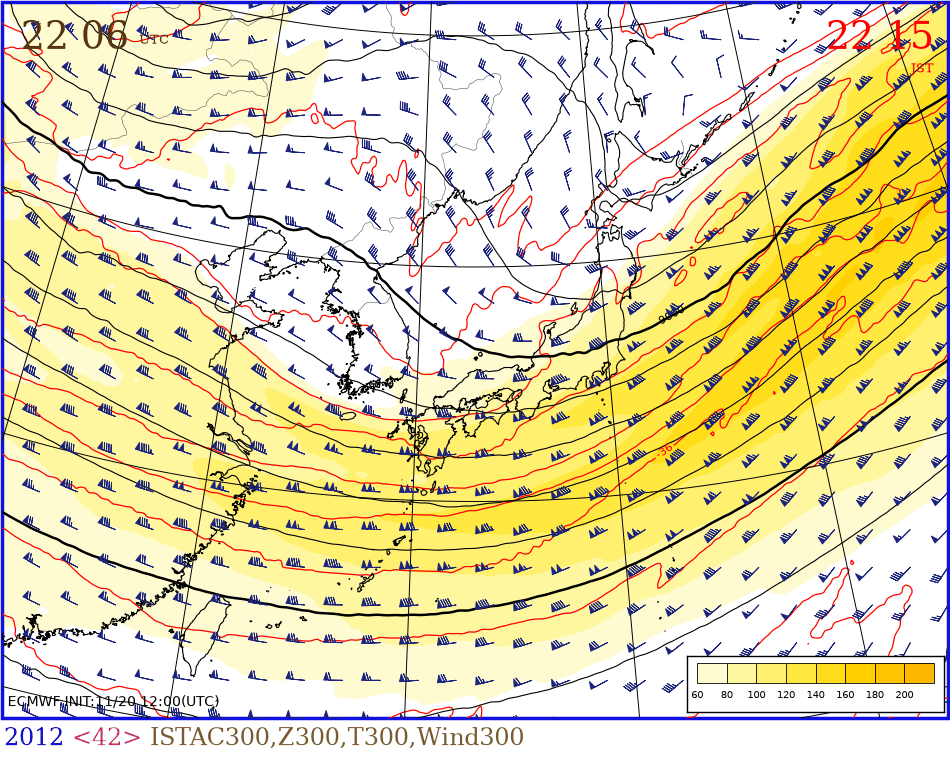 22 06 UTC
22 15
JST
-36
ECMWF INIT:11/20 12:00(UTC)
60 80 100 120 140 160 180 200
2012 <42> ISTAC300,Z300,T300,Wind300